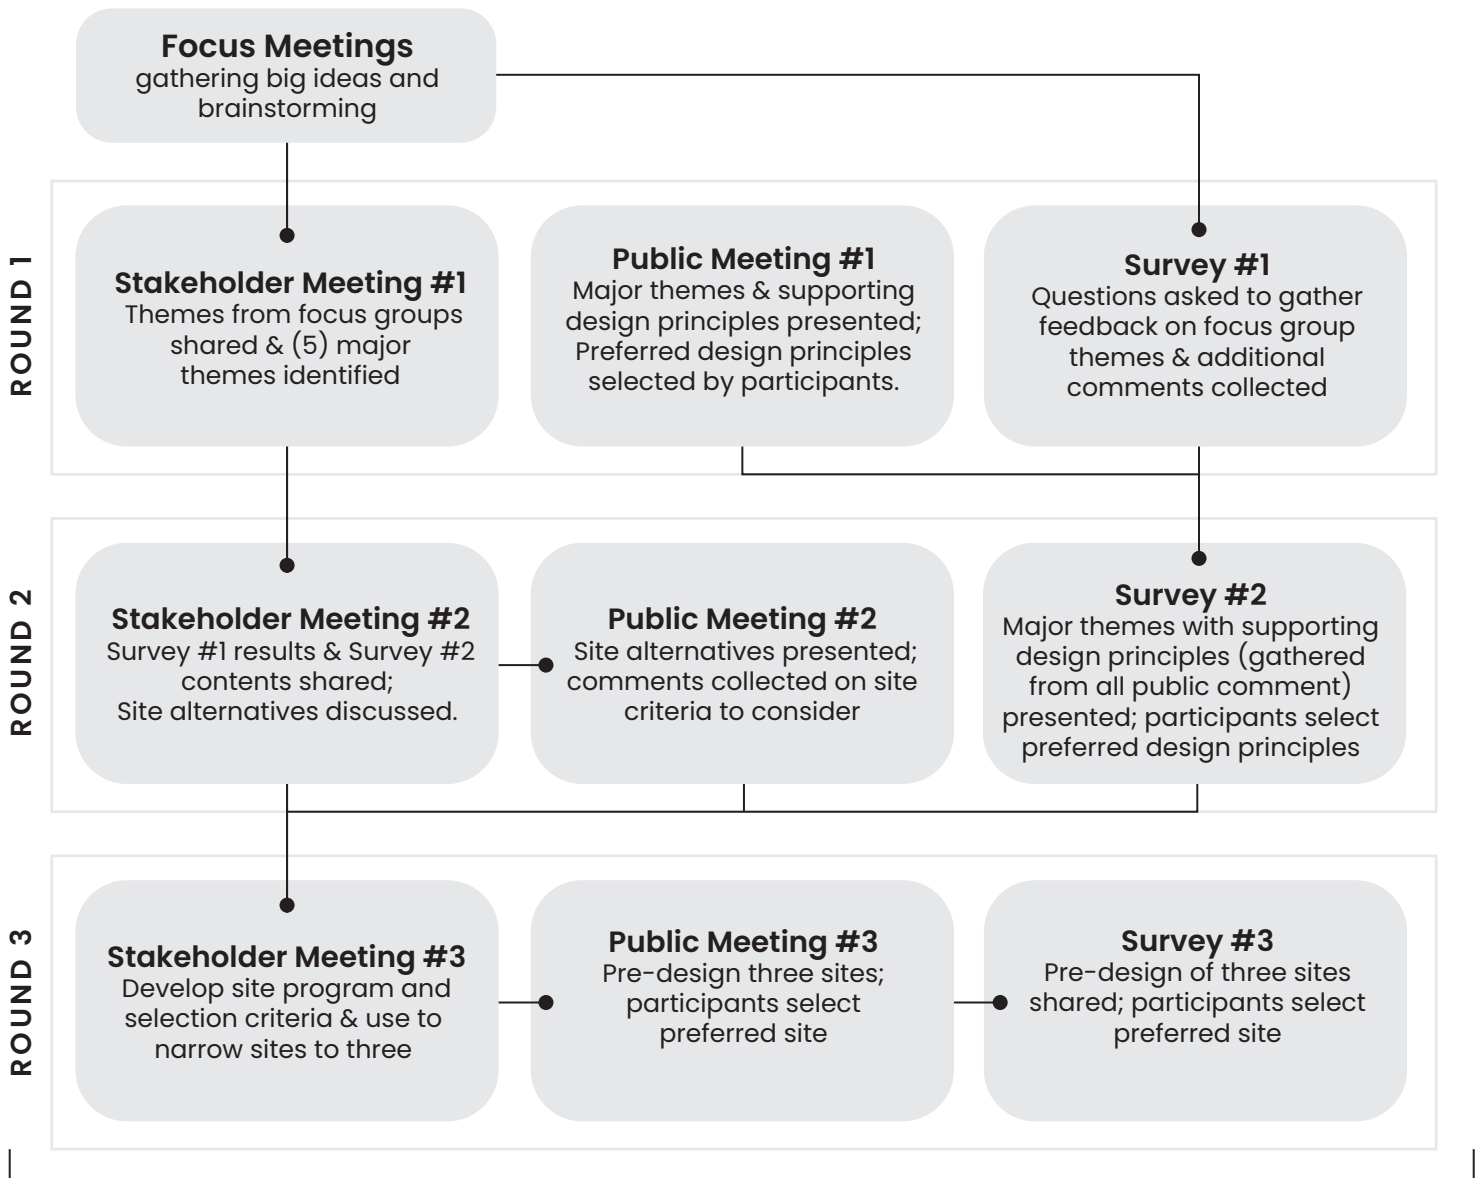 Focus Meetings
gathering big ideas and
brainstorming
ROUND 1
Stakeholder Meeting #1
Themes from focus groups
shared & (5) major
themes identified
Public Meeting #1
Major themes & supporting
design principles presented;
Preferred design principles
selected by participants.
Survey #1
Questions asked to gather
feedback on focus group
themes & additional
comments collected
ROUND 2
Stakeholder Meeting #2
Survey #1 results & Survey #2
contents shared;
Site alternatives discussed.
Public Meeting #2
Site alternatives presented;
comments collected on site
criteria to consider
Survey #2
Major themes with supporting
design principles (gathered
from all public comment)
presented; participants select
preferred design principles
ROUND 3
Stakeholder Meeting #3
Develop site program and
selection criteria & use to
narrow sites to three
Public Meeting #3
Pre-design three sites;
participants select
preferred site
Survey #3
Pre-design of three sites
shared; participants select
preferred site